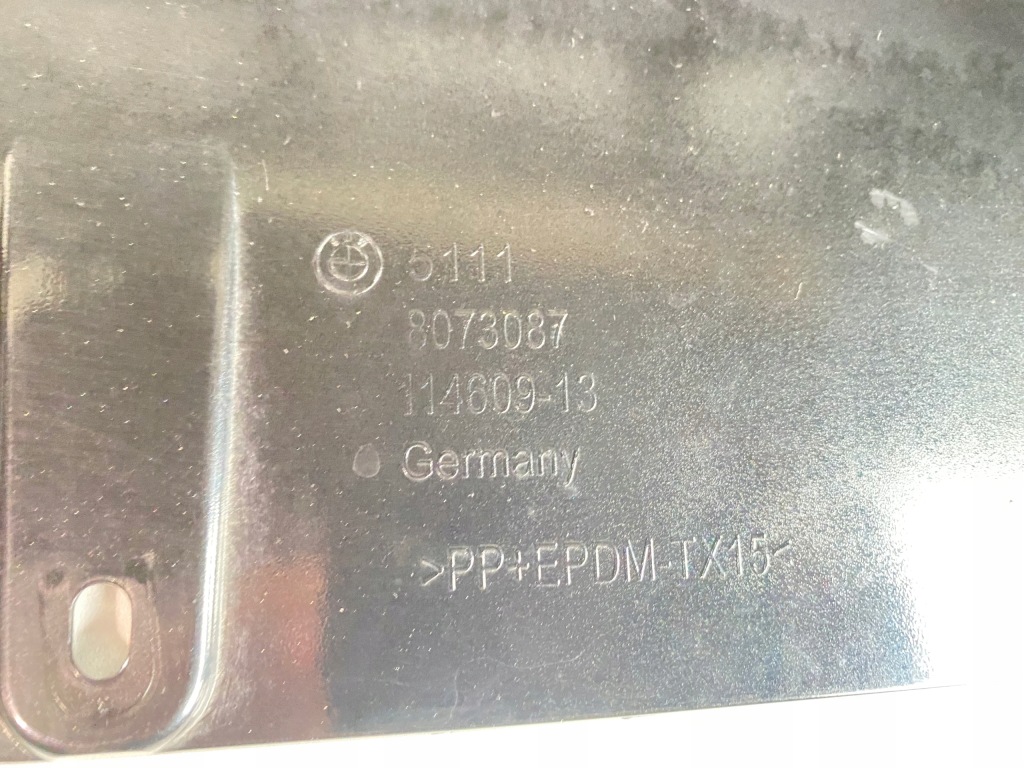 5111
8073087
114609-13
Germany
>PP+EPDM-TX15<